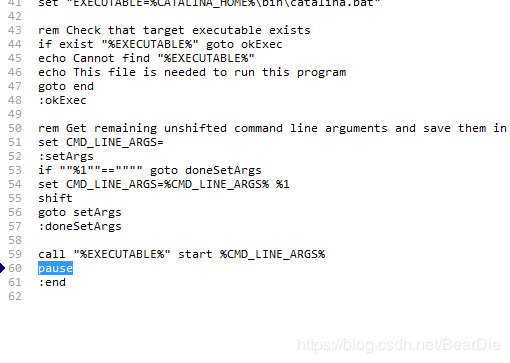 41 set "EXECUTABLE=%CATALINA_HOME%\bin\catalina.bat"
42
43 rem Check that target executable exists
44 if exist "%EXECUTABLE%" goto okExec
45 echo Cannot find "%EXECUTABLE%"
46 echo This file is needed to run this program
47 goto end
48 :okExec
49
50 rem Get remaining unshifted command line arguments and save them in
51 set CMD_LINE_ARGS=
52 :setArgs
53 if ""%1""=="""" goto doneSetArgs
54 set CMD_LINE_ARGS=%CMD_LINE_ARGS% %1
55 shift
56 goto setArgs
57 :doneSetArgs
58
59 call "%EXECUTABLE%" start %CMD_LINE_ARGS%
60 pause
61 :end
62
https://blog.csdn.net/BearDie